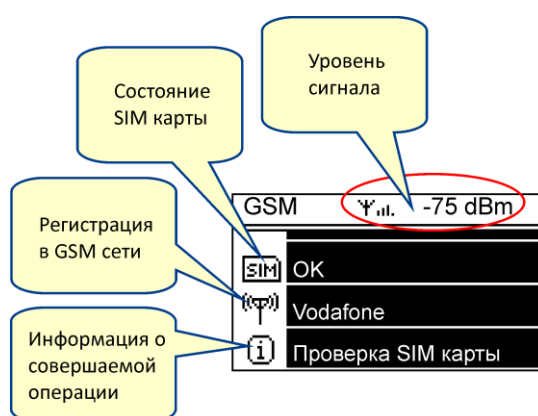 Уровень
сигнала
Состояние
SIM карты
Регистрация
в GSM сети
Информация о
совершаемой
операции
GSM -75 dBm
SIM OK
Vodafone
i Проверка SIM карты